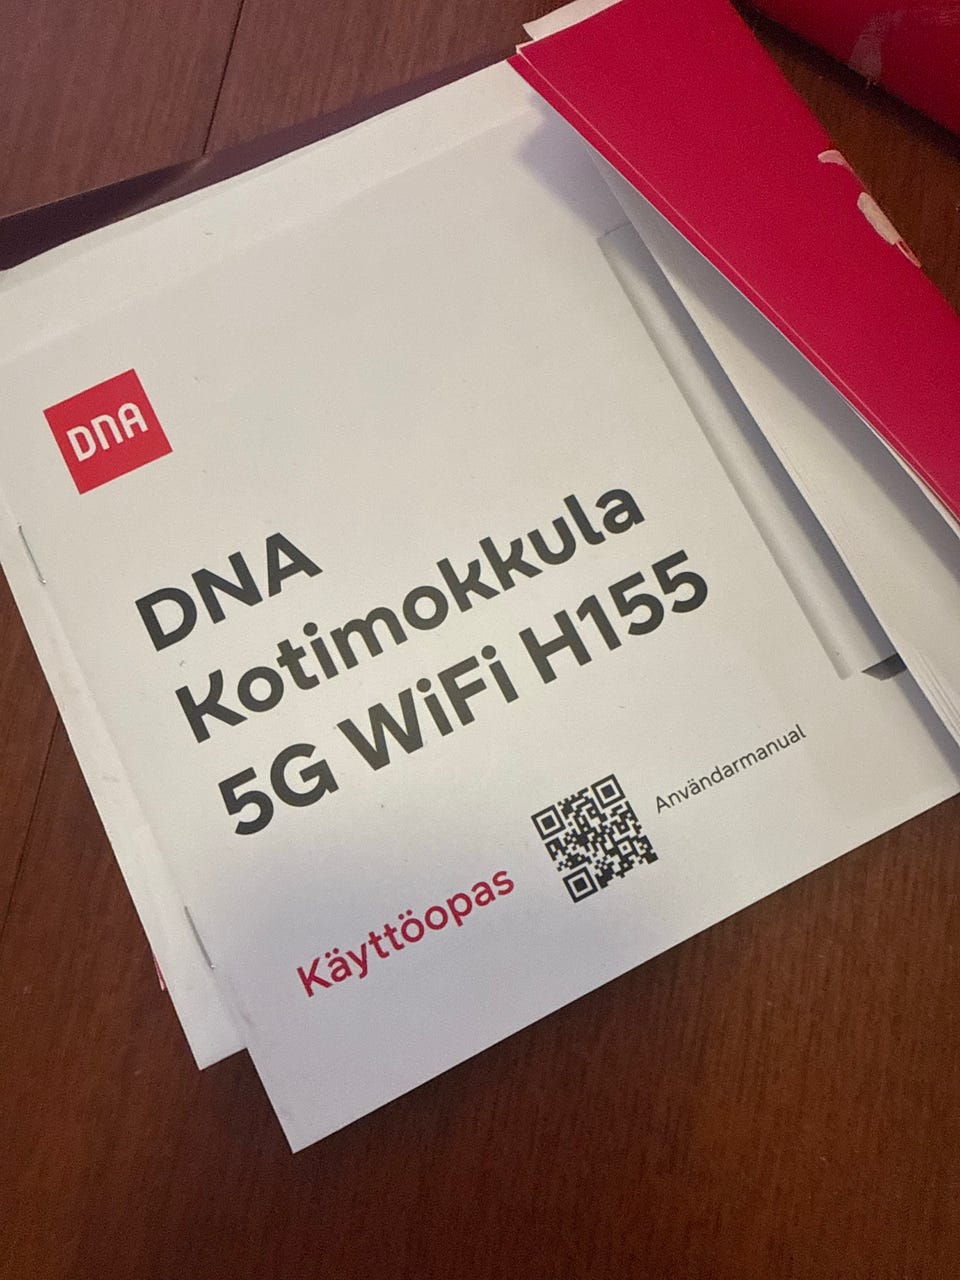 DNA
DNA
Kotimokkula
5G WiFi H155
Käyttöopas
Användarmanual